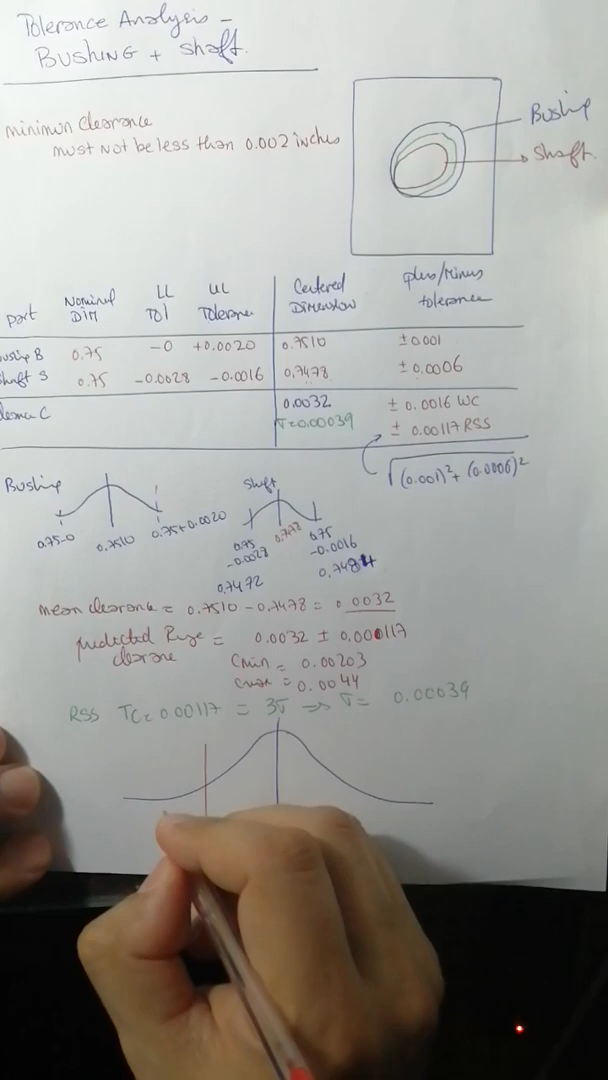 Tolerance Analysis -
BUSHING + Shaft.
minimun Clearance
must Not be less than 0.002 inches
Bushing
Shaft.
part Nominal DIM LL Tol UL Tolerance Centered Dimension plus/Minus tolerance
B 0.75 -0 +0.0020 0.7510 ±0.001
S 0.75 -0.0028 -0.0016 0.7478 ±0.0006
C 0.0032 ±0.0016 WC
σ=0.00039 ±0.00117 RSS
√(0.001)²+(0.0006)²
Bushing
0.75-0 0.7510 0.75+0.0020
Shaft
0.75
-0.0028
0.7472
0.75
-0.0016
0.7484
mean clearance = 0.7510 - 0.7478 = 0.0032
predicted Range = 0.0032 ± 0.000117
Cmin = 0.00203
Cmax = 0.0044
RSS Tc = 0.00117 = 3σ => σ = 0.00039